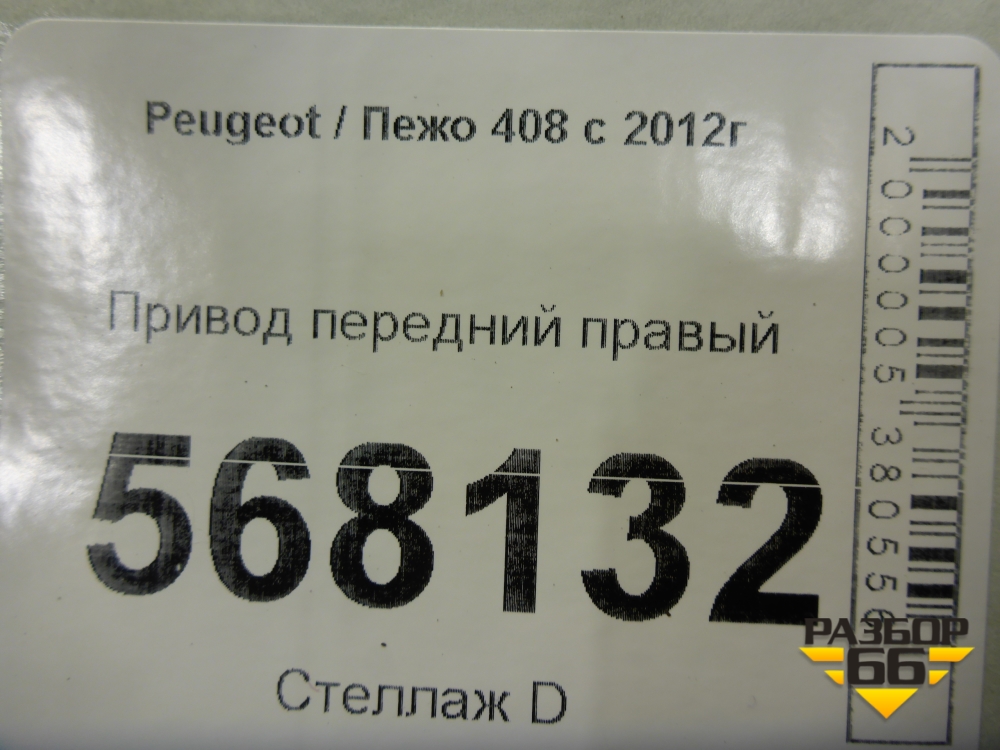 Peugeot / Пежо 408 с 2012г
Привод передний правый
568132
Стеллаж D
2000005380556
РАЗБОР
66